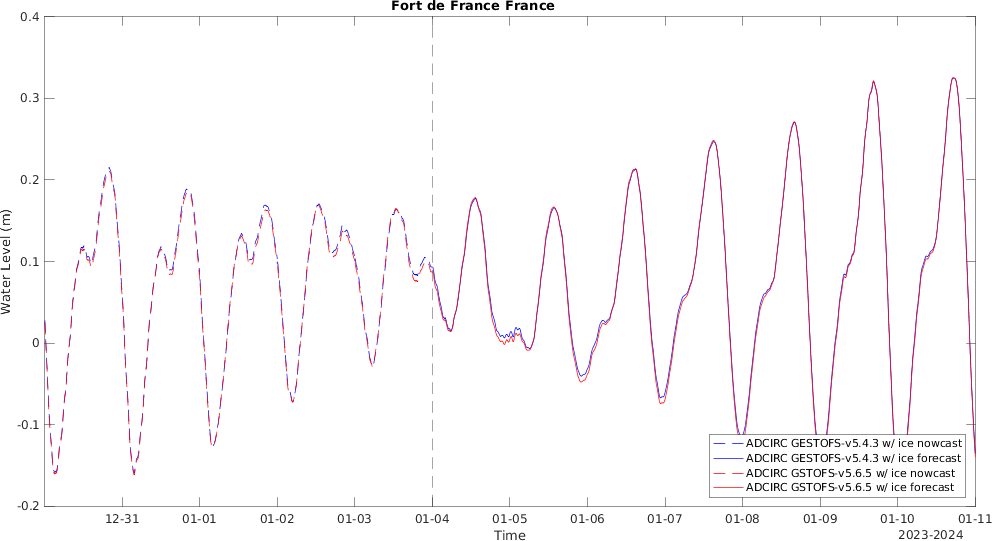 Fort de France France
0.4
0.3
0.2
0.1
0
-0.1
-0.2
Water Level (m)
12-31
01-01
01-02
01-03
01-04
01-05
01-06
01-07
01-08
01-09
01-10
01-11
Time
2023-2024
ADCIRC GESTOFS-v5.4.3 w/ ice nowcast
ADCIRC GESTOFS-v5.4.3 w/ ice forecast
ADCIRC GSTOFS-v5.6.5 w/ ice nowcast
ADCIRC GSTOFS-v5.6.5 w/ ice forecast